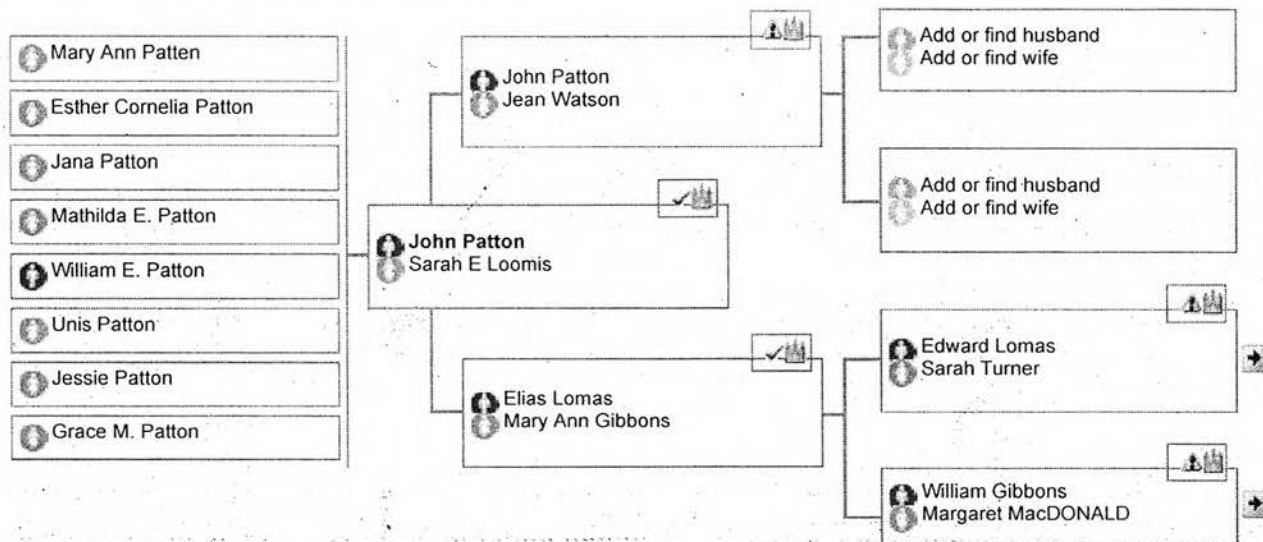 Mary Ann Patten
Esther Cornelia Patton
Jana Patton
Mathilda E. Patton
William E. Patton
Unis Patton
Jessie Patton
Grace M. Patton
John Patton
Sarah E Loomis
John Patton
Jean Watson
Elias Lomas
Mary Ann Gibbons
Add or find husband
Add or find wife
Add or find husband
Add or find wife
Edward Lomas
Sarah Turner
William Gibbons
Margaret MacDONALD